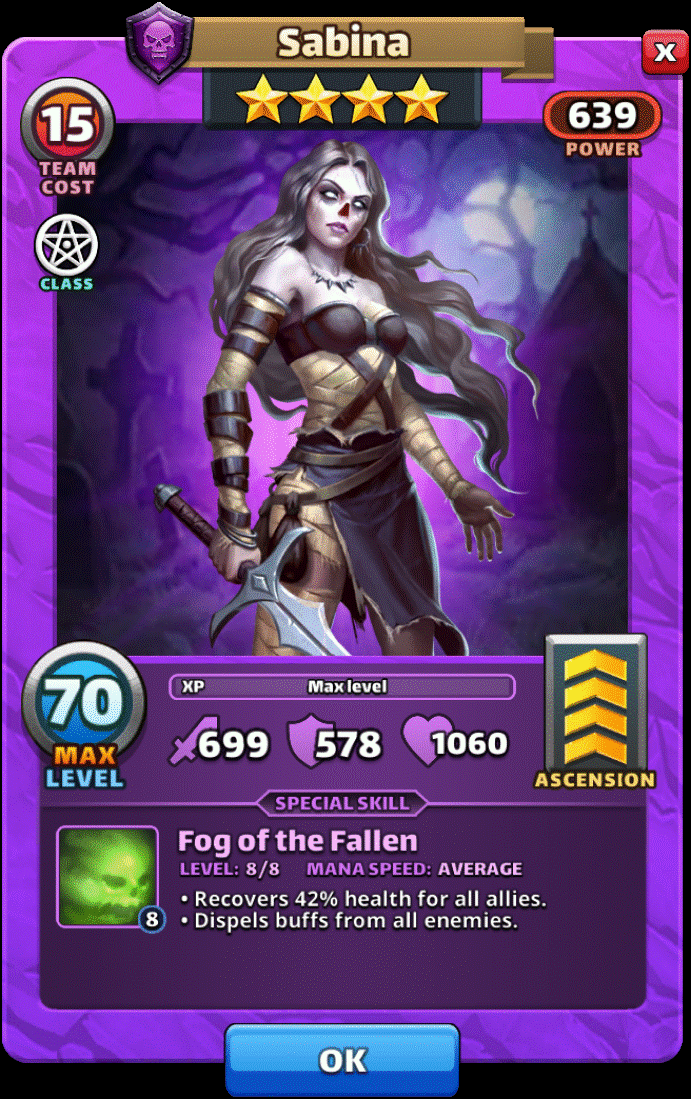 Sabina
X
15
TEAM
COST
639
POWER
CLASS
70
MAX
LEVEL
XP Max level
699 578 1060
ASCENSION
SPECIAL SKILL
Fog of the Fallen
LEVEL: 8/8 MANA SPEED: AVERAGE
8
• Recovers 42% health for all allies.
• Dispels buffs from all enemies.
OK